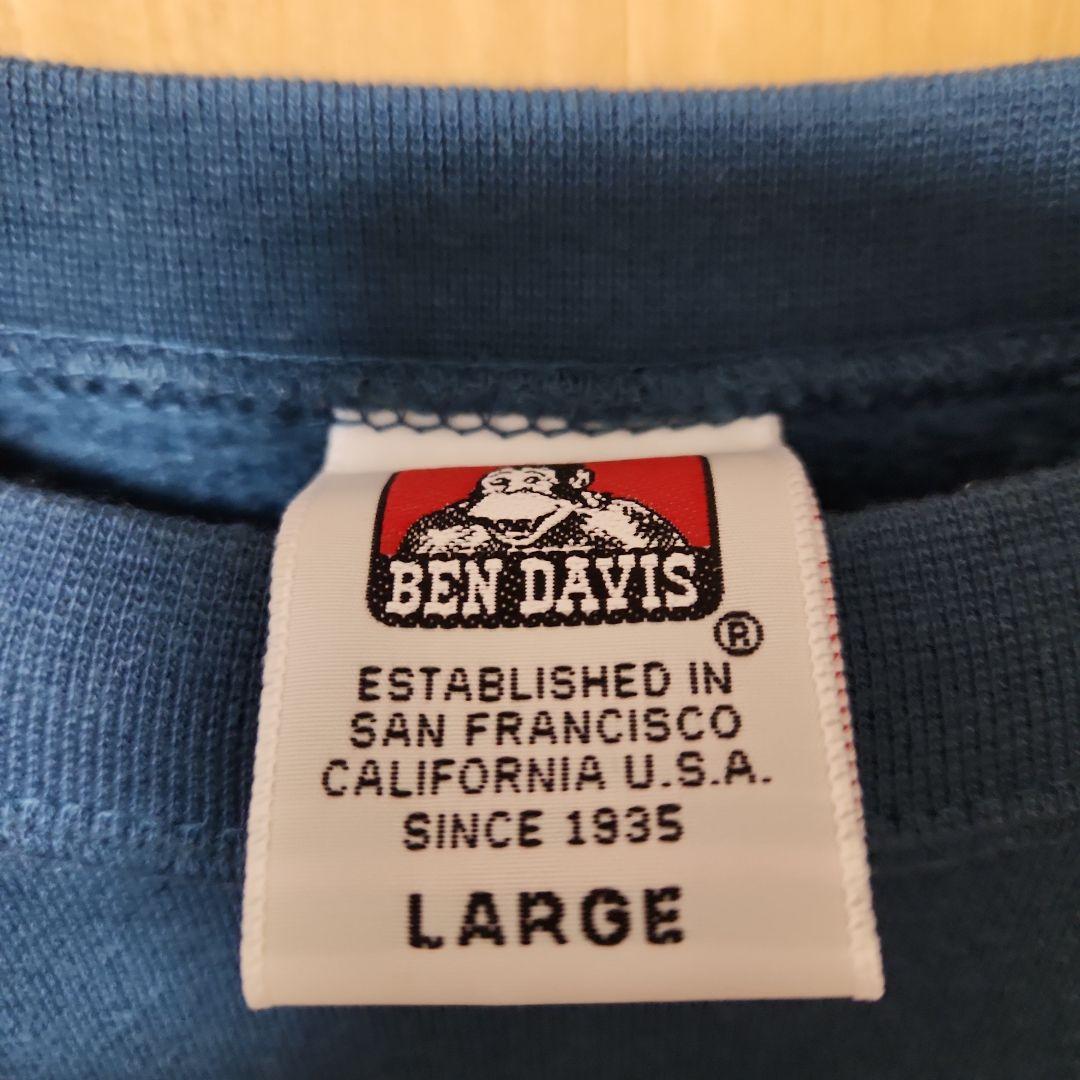 BEN DAVIS
®
ESTABLISHED IN
SAN FRANCISCO
CALIFORNIA U.S.A.
SINCE 1935
LARGE